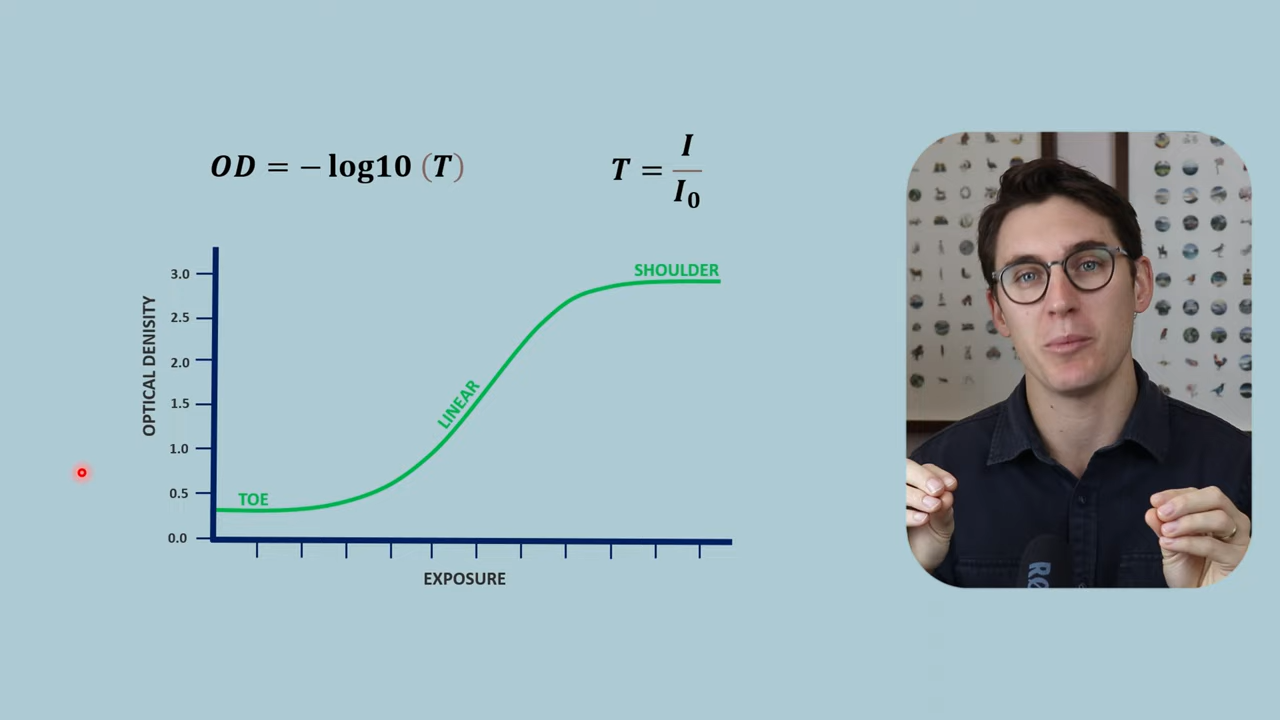 OD = − log10 (T)
T = I / I₀
3.0
2.5
2.0
1.5
1.0
0.5
0.0
OPTICAL DENISITY
SHOULDER
LINEAR
TOE
EXPOSURE